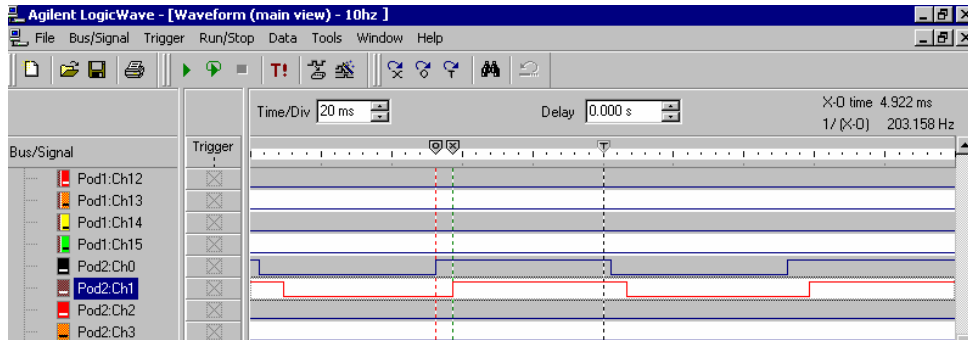 Agilent LogicWave - [Waveform (main view) - 10hz ]
File Bus/Signal Trigger Run/Stop Data Tools Window Help
T!
Time/Div 20 ms Delay 0.000 s X-O time 4.922 ms
1/ (X-O) 203.158 Hz
Bus/Signal Trigger O X T
Pod1:Ch12
Pod1:Ch13
Pod1:Ch14
Pod1:Ch15
Pod2:Ch0
Pod2:Ch1
Pod2:Ch2
Pod2:Ch3